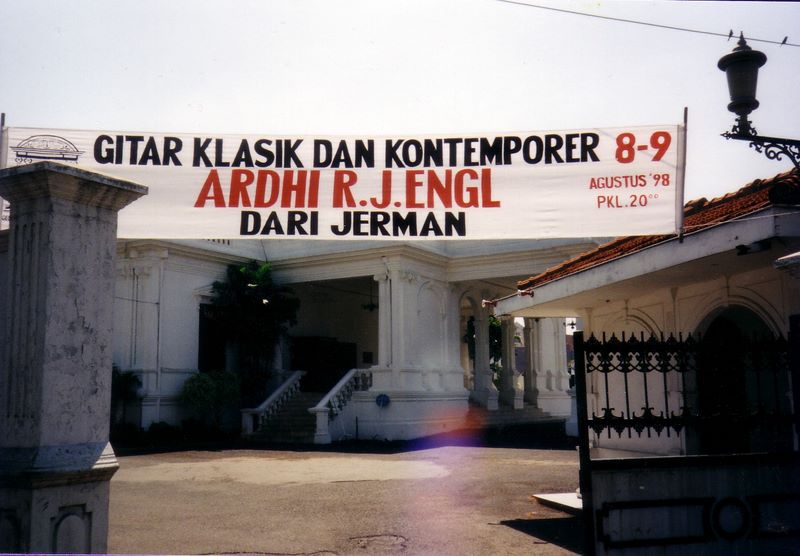 GITAR KLASIK DAN KONTEMPORER 8-9
ARDHI R.J.ENGL AGUSTUS '98
DARI JERMAN PKL.20⁰⁰